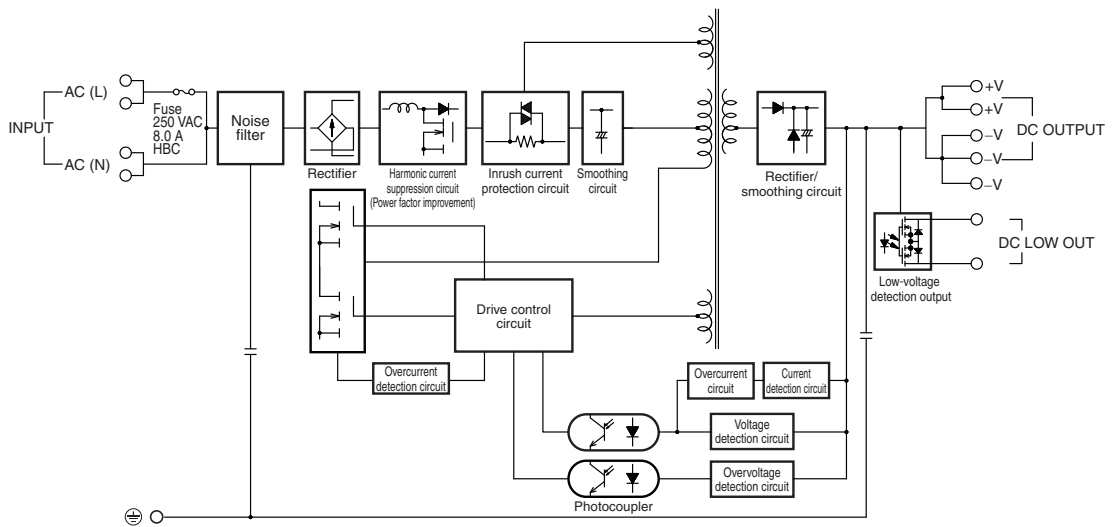 INPUT
AC (L)
AC (N)
Fuse
250 VAC
8.0 A
HBC
Noise
filter
Rectifier
Harmonic current
suppression circuit
(Power factor improvement)
Inrush current
protection circuit
Smoothing
circuit
Rectifier/
smoothing circuit
+V
+V
−V
−V
−V
DC OUTPUT
DC LOW OUT
Low-voltage
detection output
Drive control
circuit
Overcurrent
detection circuit
Overcurrent
circuit
Current
detection circuit
Voltage
detection circuit
Overvoltage
detection circuit
Photocoupler